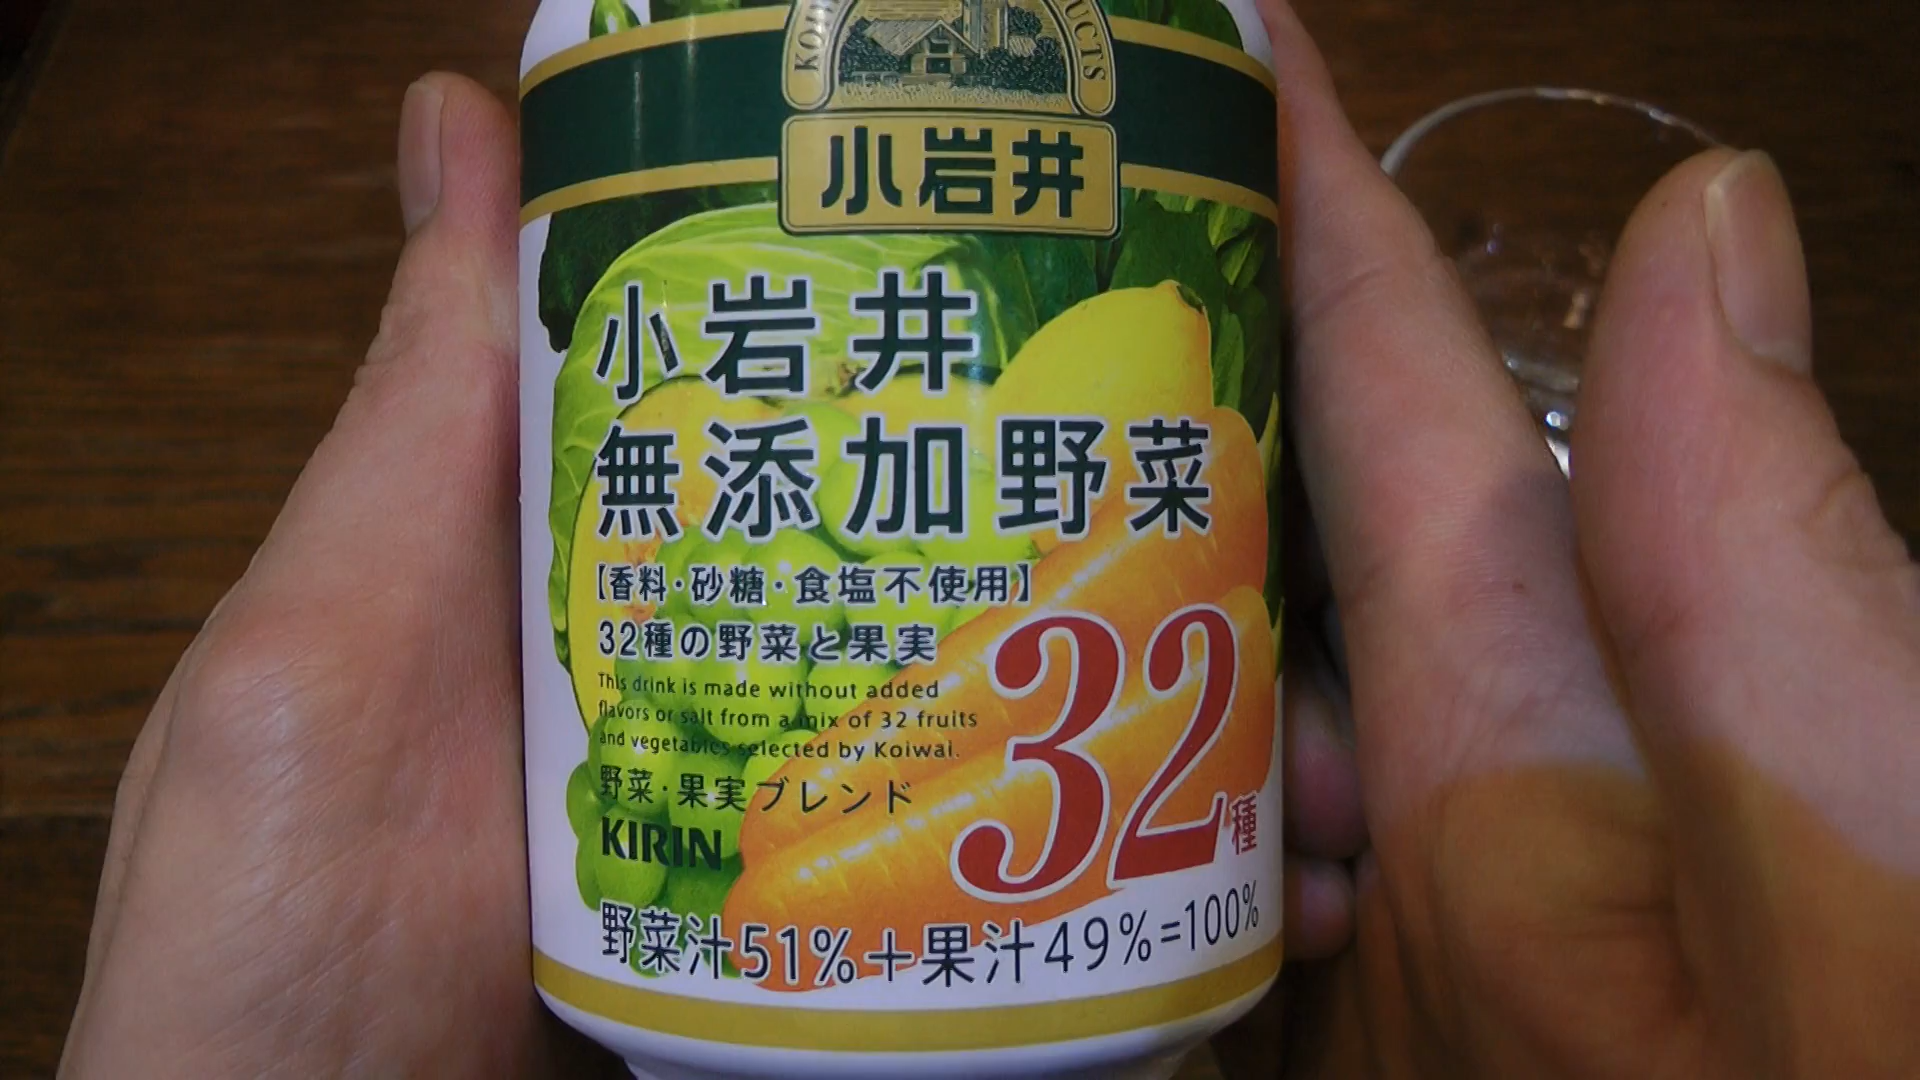 小岩井
小岩井
無添加野菜
【香料・砂糖・食塩不使用】
32種の野菜と果実
This drink is made without added
flavors or salt from a mix of 32 fruits
and vegetables selected by Koiwai.
野菜・果実ブレンド
KIRIN
32種
野菜汁51%+果汁49%=100%